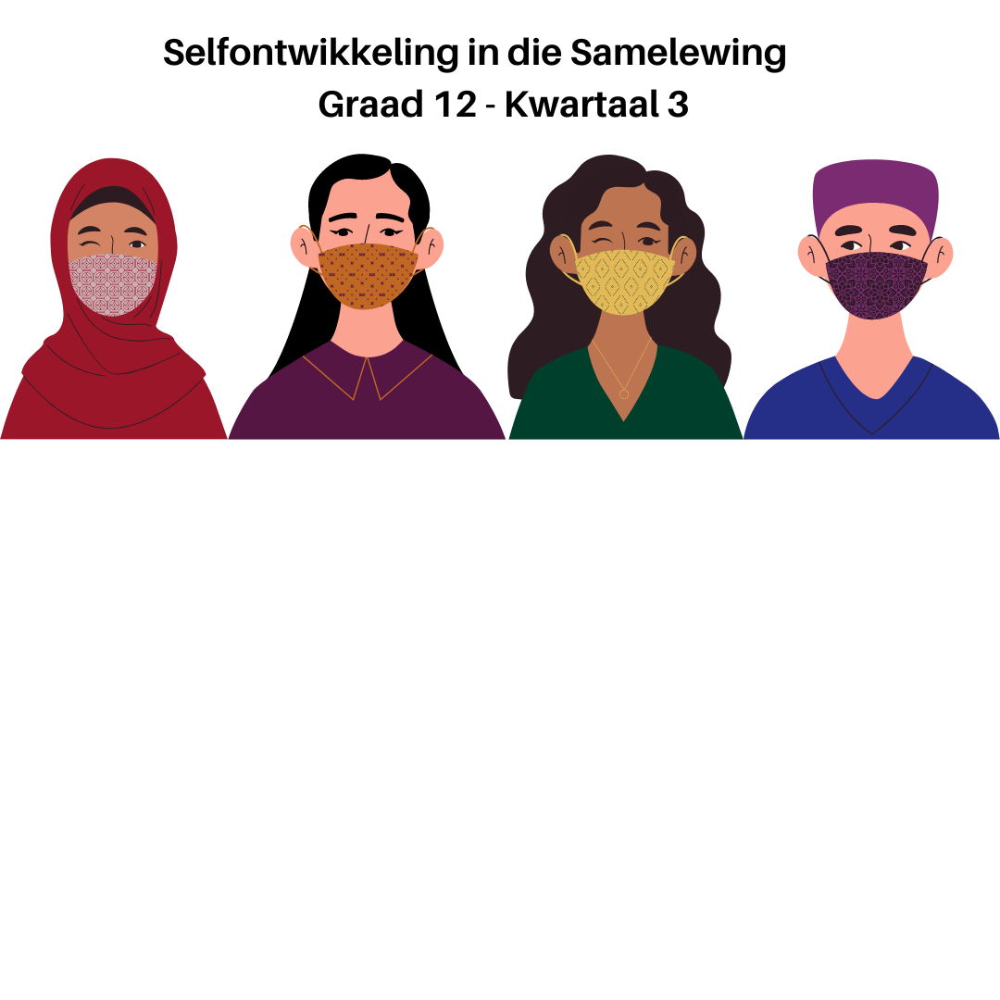 Selfontwikkeling in die Samelewing
Graad 12 - Kwartaal 3